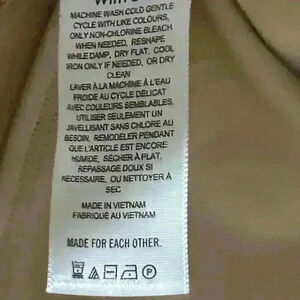 MACHINE WASH COLD GENTLE
CYCLE WITH LIKE COLOURS,
ONLY NON-CHLORINE BLEACH
WHEN NEEDED, RESHAPE
WHILE DAMP, DRY FLAT, COOL
IRON ONLY IF NEEDED, OR DRY
CLEAN
LAVER À LA MACHINE À L'EAU
FROIDE AU CYCLE DÉLICAT
AVEC COULEURS SEMBLABLES,
UTILISER SEULEMENT UN
JAVELLISANT SANS CHLORE AU
BESOIN, REMODELER PENDANT
QUE L'ARTICLE EST ENCORE
HUMIDE, SÉCHER À PLAT,
REPASSAGE DOUX SI
NÉCESSAIRE, OU NETTOYER À
SEC
MADE IN VIETNAM
FABRIQUÉ AU VIETNAM
MADE FOR EACH OTHER.